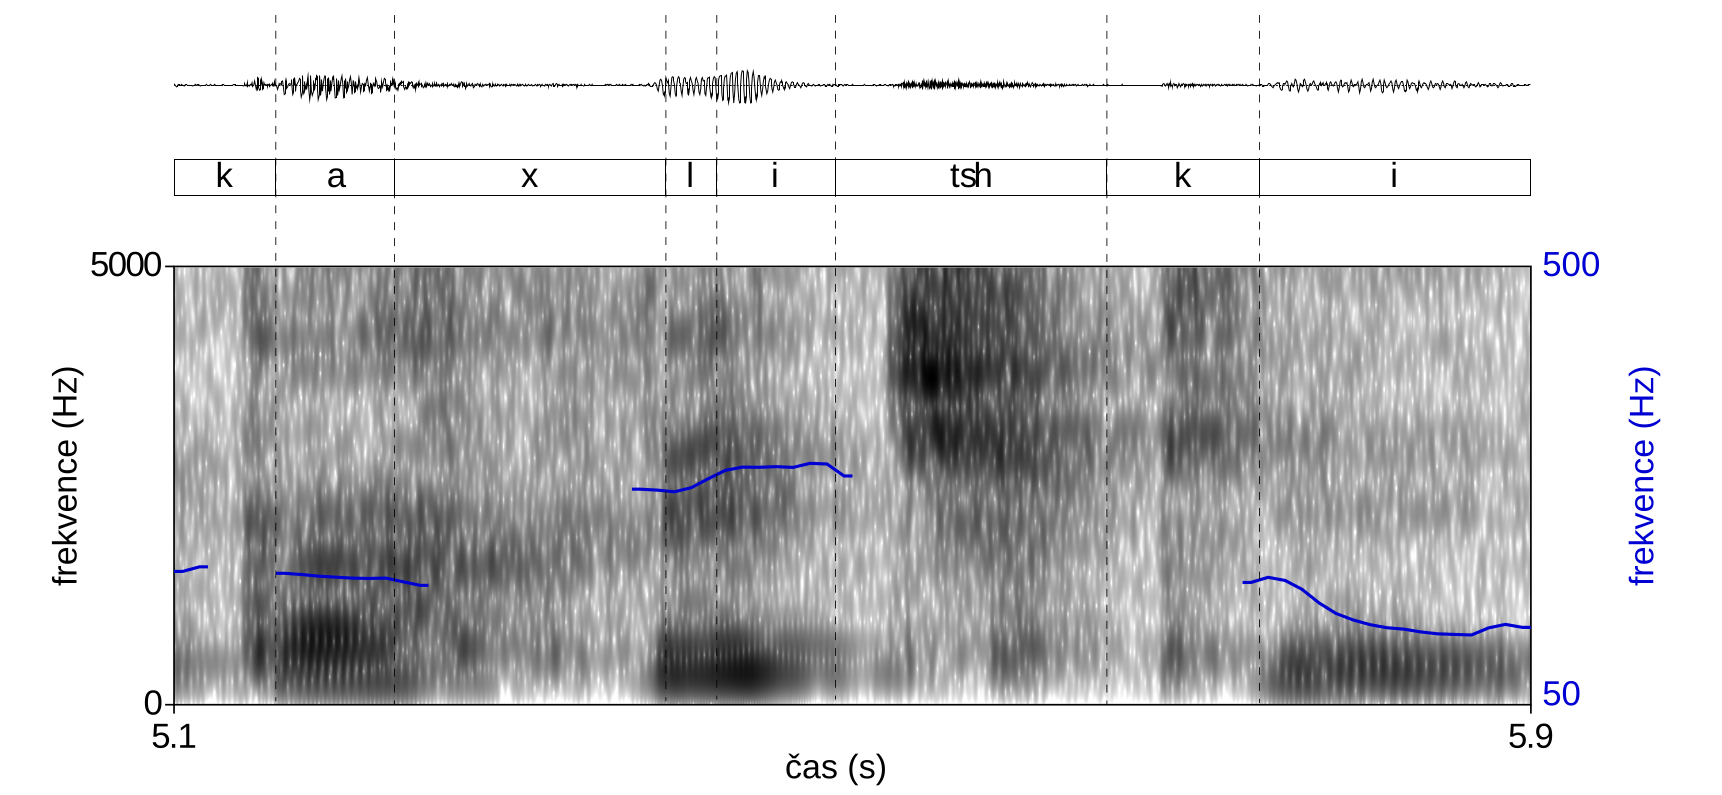 k a x l i tsh k i
5000
500
frekvence (Hz)
frekvence (Hz)
0
50
5.1
5.9
čas (s)